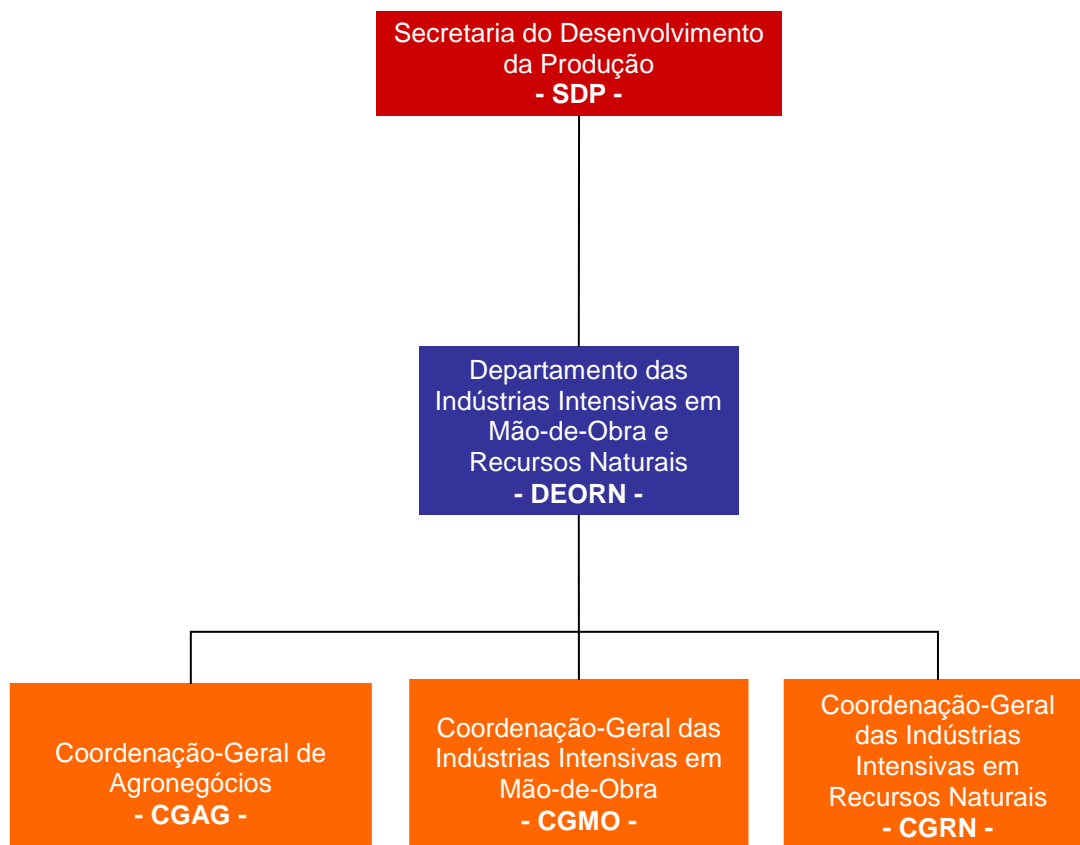 Secretaria do Desenvolvimento
da Produção
- SDP -
Departamento das
Indústrias Intensivas em
Mão-de-Obra e
Recursos Naturais
- DEORN -
Coordenação-Geral de
Agronegócios
- CGAG -
Coordenação-Geral das
Indústrias Intensivas em
Mão-de-Obra
- CGMO -
Coordenação-Geral
das Indústrias
Intensivas em
Recursos Naturais
- CGRN -